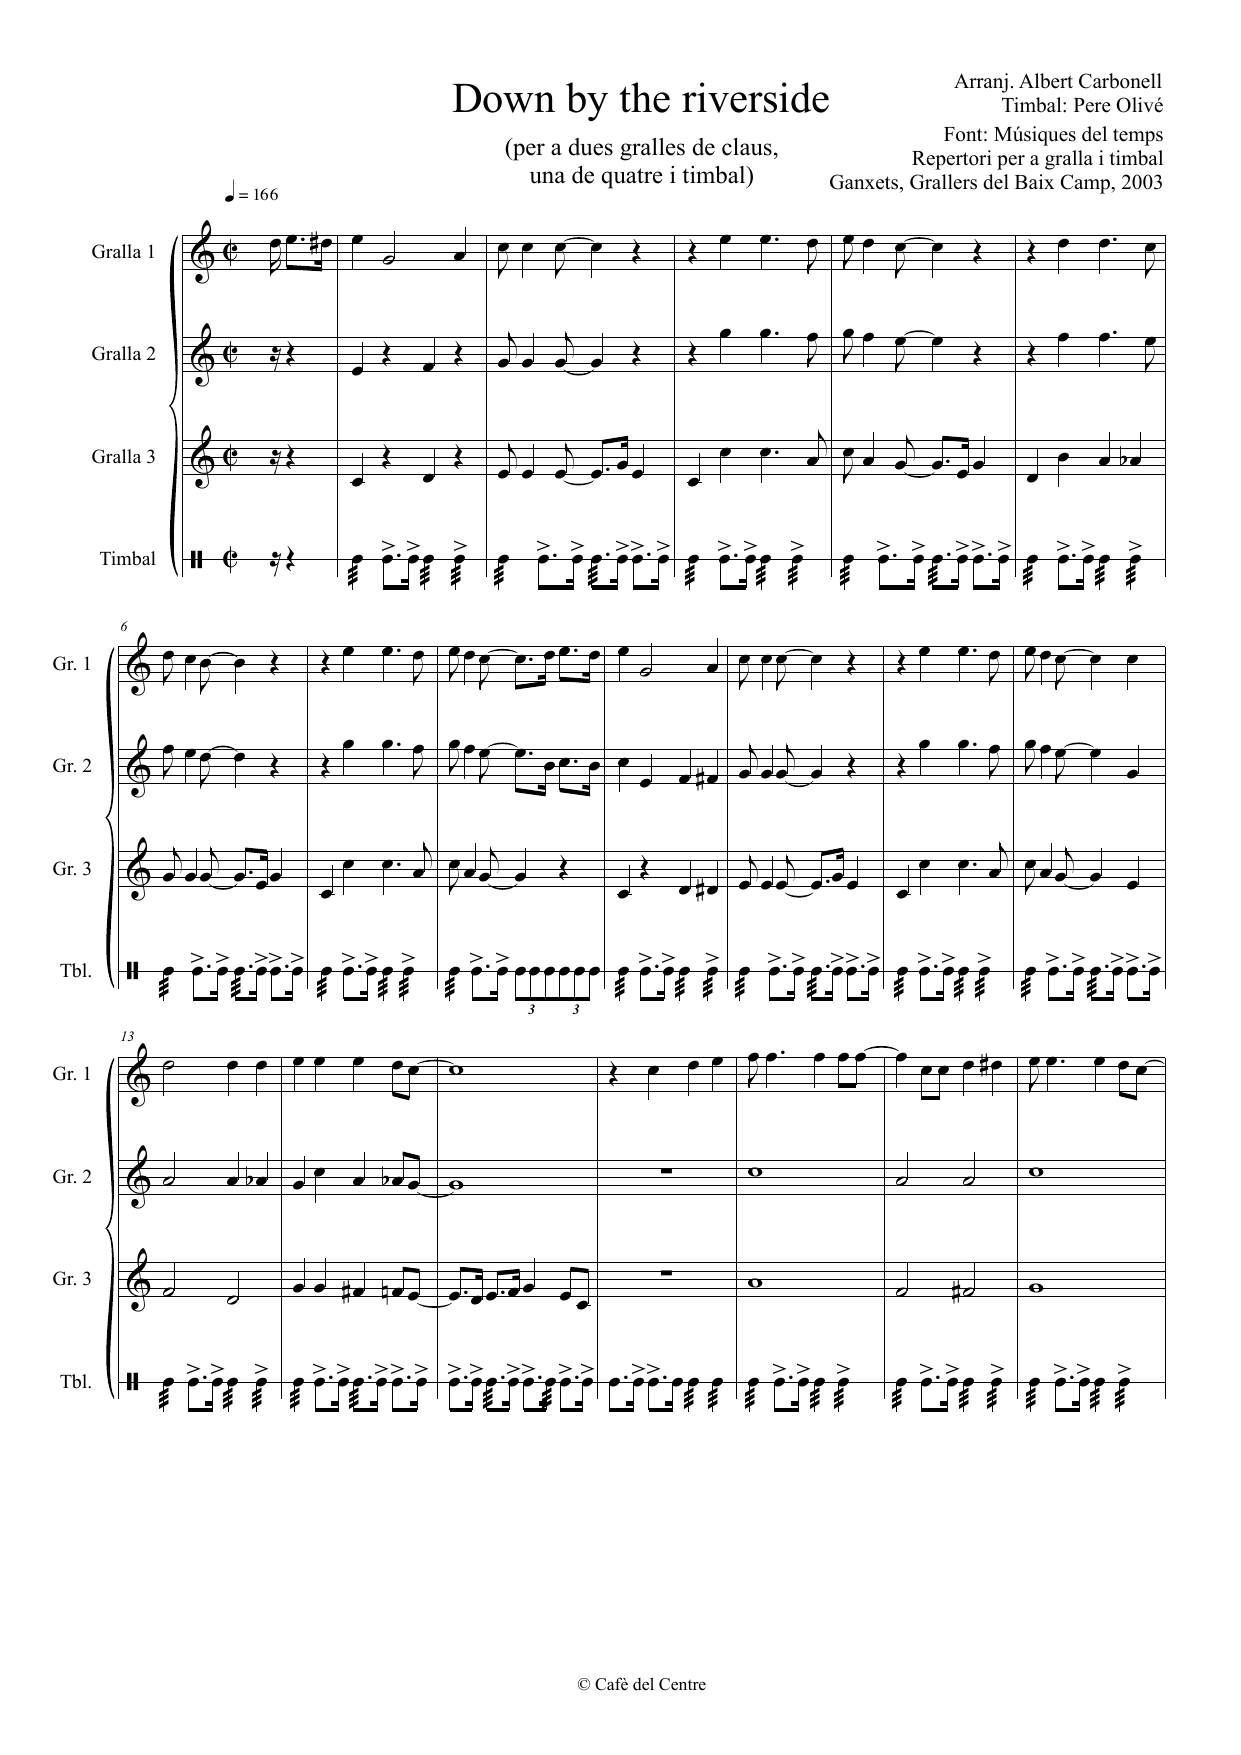 Down by the riverside
(per a dues gralles de claus,
una de quatre i timbal)
Arranj. Albert Carbonell
Timbal: Pere Olivé
Font: Músiques del temps
Repertori per a gralla i timbal
Ganxets, Grallers del Baix Camp, 2003
= 166
Gralla 1
Gralla 2
Gralla 3
Timbal
6
Gr. 1
Gr. 2
Gr. 3
Tbl.
3 3
13
Gr. 1
Gr. 2
Gr. 3
Tbl.
© Cafè del Centre